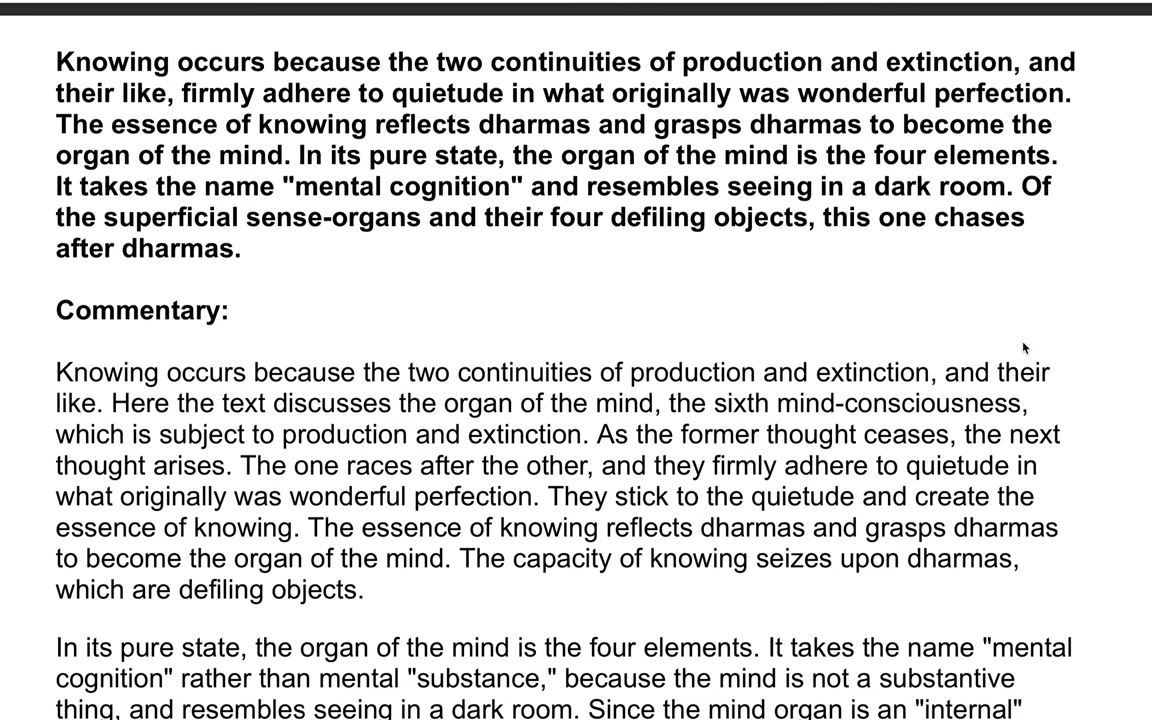 Knowing occurs because the two continuities of production and extinction, and
their like, firmly adhere to quietude in what originally was wonderful perfection.
The essence of knowing reflects dharmas and grasps dharmas to become the
organ of the mind. In its pure state, the organ of the mind is the four elements.
It takes the name "mental cognition" and resembles seeing in a dark room. Of
the superficial sense-organs and their four defiling objects, this one chases
after dharmas.
Commentary:
Knowing occurs because the two continuities of production and extinction, and their
like. Here the text discusses the organ of the mind, the sixth mind-consciousness,
which is subject to production and extinction. As the former thought ceases, the next
thought arises. The one races after the other, and they firmly adhere to quietude in
what originally was wonderful perfection. They stick to the quietude and create the
essence of knowing. The essence of knowing reflects dharmas and grasps dharmas
to become the organ of the mind. The capacity of knowing seizes upon dharmas,
which are defiling objects.
In its pure state, the organ of the mind is the four elements. It takes the name "mental
cognition" rather than mental "substance," because the mind is not a substantive
thing, and resembles seeing in a dark room. Since the mind organ is an "internal"